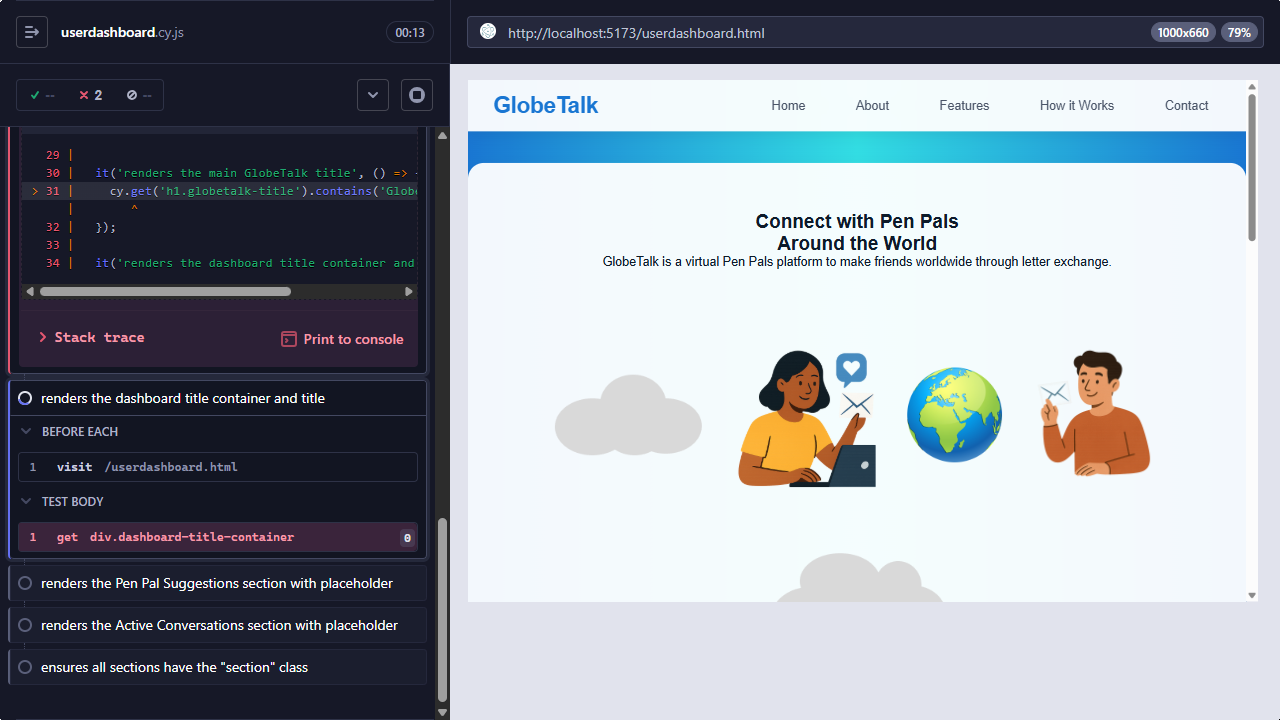 userdashboard.cy.js
00:13
http://localhost:5173/userdashboard.html
1000x660
79%
--
2
--
29 |
30 | it('renders the main GlobeTalk title', () =>
> 31 | cy.get('h1.globetalk-title').contains('Globe
| ^
32 | });
33 |
34 | it('renders the dashboard title container and
Stack trace
Print to console
renders the dashboard title container and title
BEFORE EACH
1 visit /userdashboard.html
TEST BODY
1 get div.dashboard-title-container 0
renders the Pen Pal Suggestions section with placeholder
renders the Active Conversations section with placeholder
ensures all sections have the "section" class
GlobeTalk
Home
About
Features
How it Works
Contact
Connect with Pen Pals
Around the World
GlobeTalk is a virtual Pen Pals platform to make friends worldwide through letter exchange.